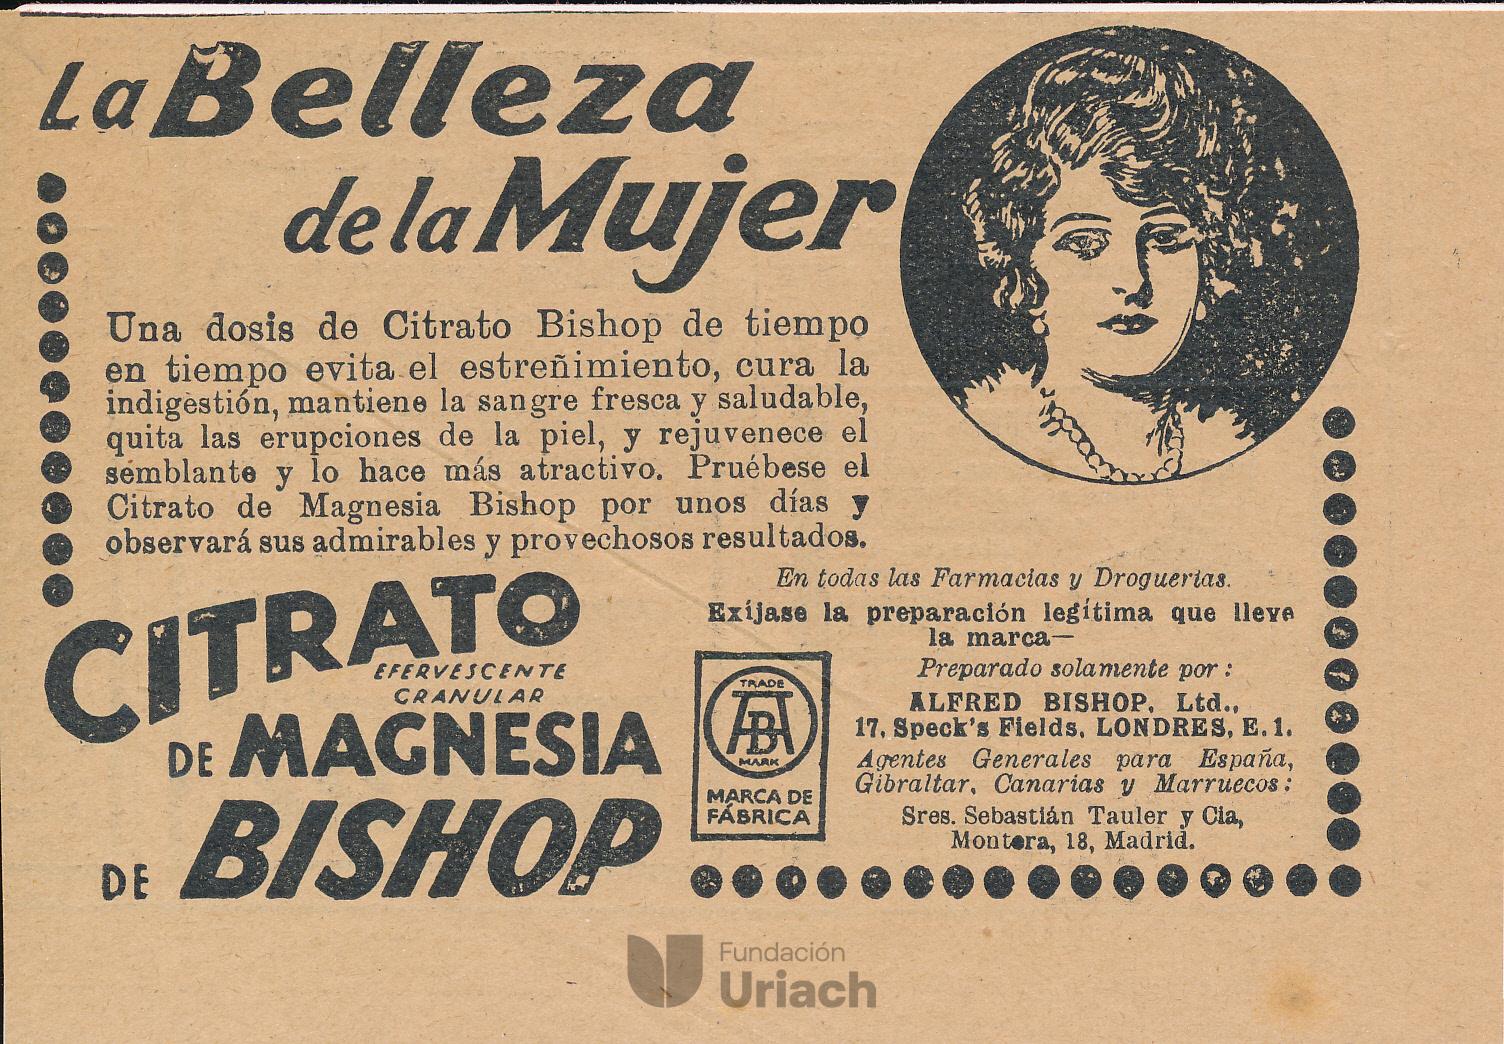 La Belleza
de la Mujer
Una dosis de Citrato Bishop de tiempo
en tiempo evita el estreñimiento, cura la
indigestión, mantiene la sangre fresca y saludable,
quita las erupciones de la piel, y rejuvenece el
semblante y lo hace más atractivo. Pruébese el
Citrato de Magnesia Bishop por unos días y
observará sus admirables y provechosos resultados.
CITRATO
EFERVESCENTE
GRANULAR
DE MAGNESIA
DE BISHOP
En todas las Farmacias y Droguerias.
Exíjase la preparación legítima que lleve
la marca—
TRADE
AB
MARK
MARCA DE
FÁBRICA
Preparado solamente por:
ALFRED BISHOP, Ltd.,
17, Speck's Fields, LONDRES, E. 1.
Agentes Generales para España,
Gibraltar, Canarias y Marruecos:
Sres. Sebastián Tauler y Cia,
Montera, 18, Madrid.
Fundación
Uriach